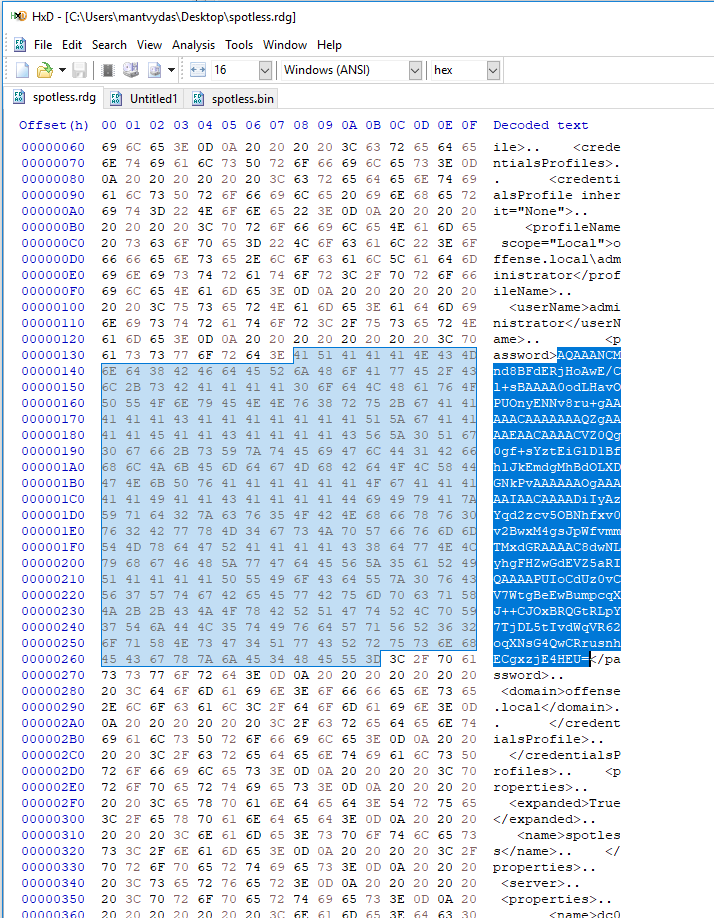 HxD - [C:\Users\mantvydas\Desktop\spotless.rdg]
File Edit Search View Analysis Tools Window Help
16 Windows (ANSI) hex
spotless.rdg Untitled1 spotless.bin
Offset(h) 00 01 02 03 04 05 06 07 08 09 0A 0B 0C 0D 0E 0F Decoded text
00000060 69 6C 65 3E 0D 0A 20 20 20 20 3C 63 72 65 64 65 ile>..    <crede
00000070 6E 74 69 61 6C 73 50 72 6F 66 69 6C 65 73 3E 0D ntialsProfiles>.
00000080 0A 20 20 20 20 20 20 3C 63 72 65 64 65 6E 74 69 .      <credenti
00000090 61 6C 73 50 72 6F 66 69 6C 65 20 69 6E 68 65 72 alsProfile inher
000000A0 69 74 3D 22 4E 6F 6E 65 22 3E 0D 0A 20 20 20 20 it="None">..
000000B0 20 20 20 20 3C 70 72 6F 66 69 6C 65 4E 61 6D 65     <profileName
000000C0 20 73 63 6F 70 65 3D 22 4C 6F 63 61 6C 22 3E 6F  scope="Local">o
000000D0 66 66 65 6E 73 65 2E 6C 6F 63 61 6C 5C 61 64 6D ffense.local\adm
000000E0 69 6E 69 73 74 72 61 74 6F 72 3C 2F 70 72 6F 66 inistrator</prof
000000F0 69 6C 65 4E 61 6D 65 3E 0D 0A 20 20 20 20 20 20 ileName>..
00000100 20 20 3C 75 73 65 72 4E 61 6D 65 3E 61 64 6D 69   <userName>admi
00000110 6E 69 73 74 72 61 74 6F 72 3C 2F 75 73 65 72 4E nistrator</userN
00000120 61 6D 65 3E 0D 0A 20 20 20 20 20 20 20 20 3C 70 ame>..        <p
00000130 61 73 73 77 6F 72 64 3E 41 51 41 41 41 4E 43 4D assword>AQAAANCM
00000140 6E 64 38 42 46 64 45 52 6A 48 6F 41 77 45 2F 43 nd8BFdERjHoAwE/C
00000150 6C 2B 73 42 41 41 41 41 30 6F 64 4C 48 61 76 4F l+sBAAAA0odLHavO
00000160 50 55 4F 6E 79 45 4E 4E 76 38 72 75 2B 67 41 41 PUOnyENNv8ru+gAA
00000170 41 41 41 43 41 41 41 41 41 41 41 51 5A 67 41 41 AAACAAAAAAAQZgAA
00000180 41 41 45 41 41 43 41 41 41 41 43 56 5A 30 51 67 AAEAACAAAACVZ0Qg
00000190 30 67 66 2B 73 59 7A 74 45 69 47 6C 44 31 42 66 0gf+sYztEiGlD1Bf
000001A0 68 6C 4A 6B 45 6D 64 67 4D 68 42 64 4F 4C 58 44 hlJkEmdgMhBdOLXD
000001B0 47 4E 6B 50 76 41 41 41 41 41 41 4F 67 41 41 41 GNkPvAAAAAAOgAAA
000001C0 41 41 49 41 41 43 41 41 41 41 44 69 49 79 41 7A AAIAACAAAADiIyAz
000001D0 59 71 64 32 7A 63 76 35 4F 42 4E 68 66 78 76 30 Yqd2zcv5OBNhfxv0
000001E0 76 32 42 77 78 4D 34 67 73 4A 70 57 66 76 6D 6D v2BwxM4gsJpWfvmm
000001F0 54 4D 78 64 47 52 41 41 41 41 43 38 64 77 4E 4C TMxdGRAAAAC8dwNL
00000200 79 68 67 46 48 5A 77 47 64 45 56 5A 35 61 52 49 yhgFHZwGdEVZ5aRI
00000210 51 41 41 41 41 50 55 49 6F 43 64 55 7A 30 76 43 QAAAAPUIoCdUz0vC
00000220 56 37 57 74 67 42 65 45 77 42 75 6D 70 63 71 58 V7WtgBeEwBumpcqX
00000230 4A 2B 2B 43 4A 4F 78 42 52 51 47 74 52 4C 70 59 J++CJOxBRQGtRLpY
00000240 37 54 6A 44 4C 35 74 49 76 64 57 71 56 52 36 32 7TjDL5tIvdWqVR62
00000250 6F 71 58 4E 73 47 34 51 77 43 52 72 75 73 6E 68 oqXNsG4QwCRrusnh
00000260 45 43 67 78 7A 6A 45 34 48 45 55 3D 3C 2F 70 61 ECgxzjE4HEU=</pa
00000270 73 73 77 6F 72 64 3E 0D 0A 20 20 20 20 20 20 20 ssword>..
00000280 20 3C 64 6F 6D 61 69 6E 3E 6F 66 66 65 6E 73 65  <domain>offense
00000290 2E 6C 6F 63 61 6C 3C 2F 64 6F 6D 61 69 6E 3E 0D .local</domain>.
000002A0 0A 20 20 20 20 20 20 3C 2F 63 72 65 64 65 6E 74 .      </credent
000002B0 69 61 6C 73 50 72 6F 66 69 6C 65 3E 0D 0A 20 20 ialsProfile>..
000002C0 20 20 3C 2F 63 72 65 64 65 6E 74 69 61 6C 73 50   </credentialsP
000002D0 72 6F 66 69 6C 65 73 3E 0D 0A 20 20 20 20 3C 70 rofiles>..    <p
000002E0 72 6F 70 65 72 74 69 65 73 3E 0D 0A 20 20 20 20 roperties>..
000002F0 20 20 3C 65 78 70 61 6E 64 65 64 3E 54 72 75 65   <expanded>True
00000300 3C 2F 65 78 70 61 6E 64 65 64 3E 0D 0A 20 20 20 </expanded>..
00000310 20 20 20 3C 6E 61 6D 65 3E 73 70 6F 74 6C 65 73    <name>spotles
00000320 73 3C 2F 6E 61 6D 65 3E 0D 0A 20 20 20 20 3C 2F s</name>..    </
00000330 70 72 6F 70 65 72 74 69 65 73 3E 0D 0A 20 20 20 properties>..
00000340 20 3C 73 65 72 76 65 72 3E 0D 0A 20 20 20 20 20  <server>..
00000350 20 3C 70 72 6F 70 65 72 74 69 65 73 3E 0D 0A 20  <properties>..
00000360 20 20 20 20 20 20 20 3C 6E 61 6D 65 3E 64 63 30        <name>dc0